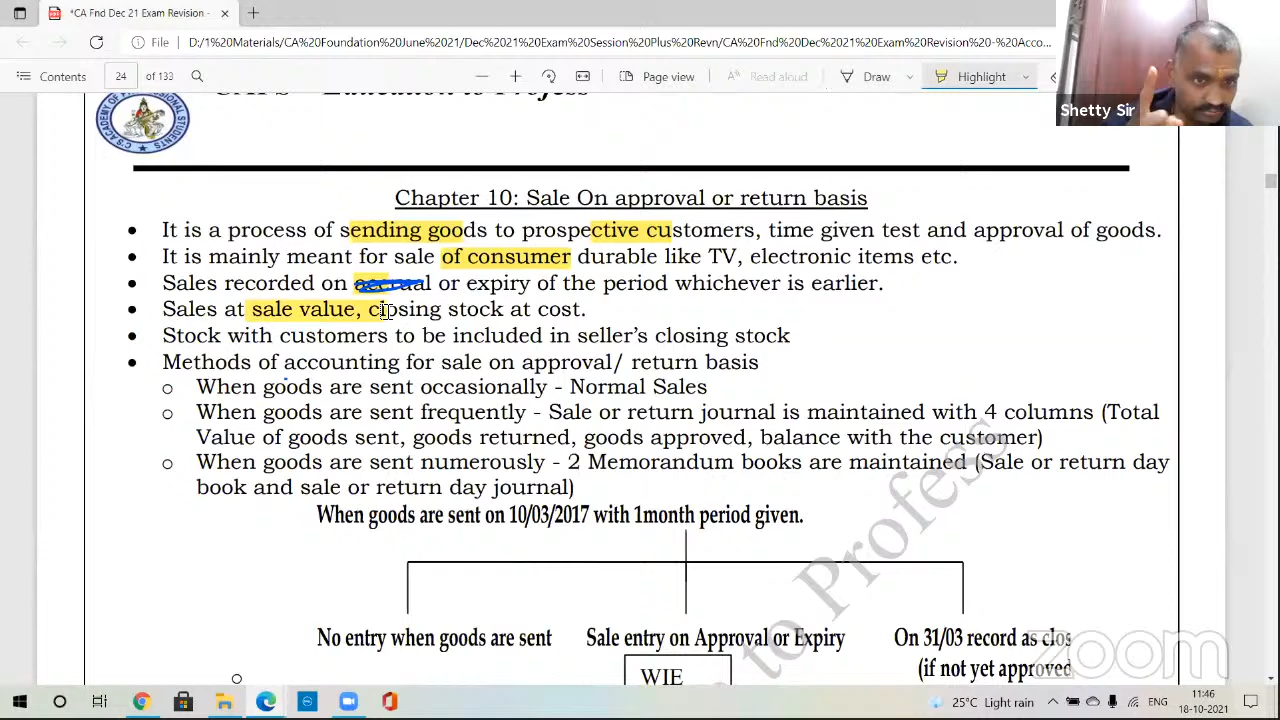 *CA Fnd Dec 21 Exam Revision -
File
D:/1%20Materials/CA%20Foundation%20June%2021/Dec%2021%20Exam%20Session%20Plus%20Revn/CA%20Fnd%20Dec%2021%20Exam%20Revision%20-%20Acco...
Contents
24
of 133
Page view
Read aloud
Draw
Highlight
Shetty Sir
Chapter 10: Sale On approval or return basis
• It is a process of sending goods to prospective customers, time given test and approval of goods.
• It is mainly meant for sale of consumer durable like TV, electronic items etc.
• Sales recorded on accrual or expiry of the period whichever is earlier.
• Sales at sale value, closing stock at cost.
• Stock with customers to be included in seller's closing stock
• Methods of accounting for sale on approval/ return basis
o When goods are sent occasionally - Normal Sales
o When goods are sent frequently - Sale or return journal is maintained with 4 columns (Total
Value of goods sent, goods returned, goods approved, balance with the customer)
o When goods are sent numerously - 2 Memorandum books are maintained (Sale or return day
book and sale or return day journal)
When goods are sent on 10/03/2017 with 1month period given.
No entry when goods are sent
Sale entry on Approval or Expiry
On 31/03 record as clos
(if not yet approved
WIE
to Profess
zoom
25°C Light rain
ENG
11:46
18-10-2021